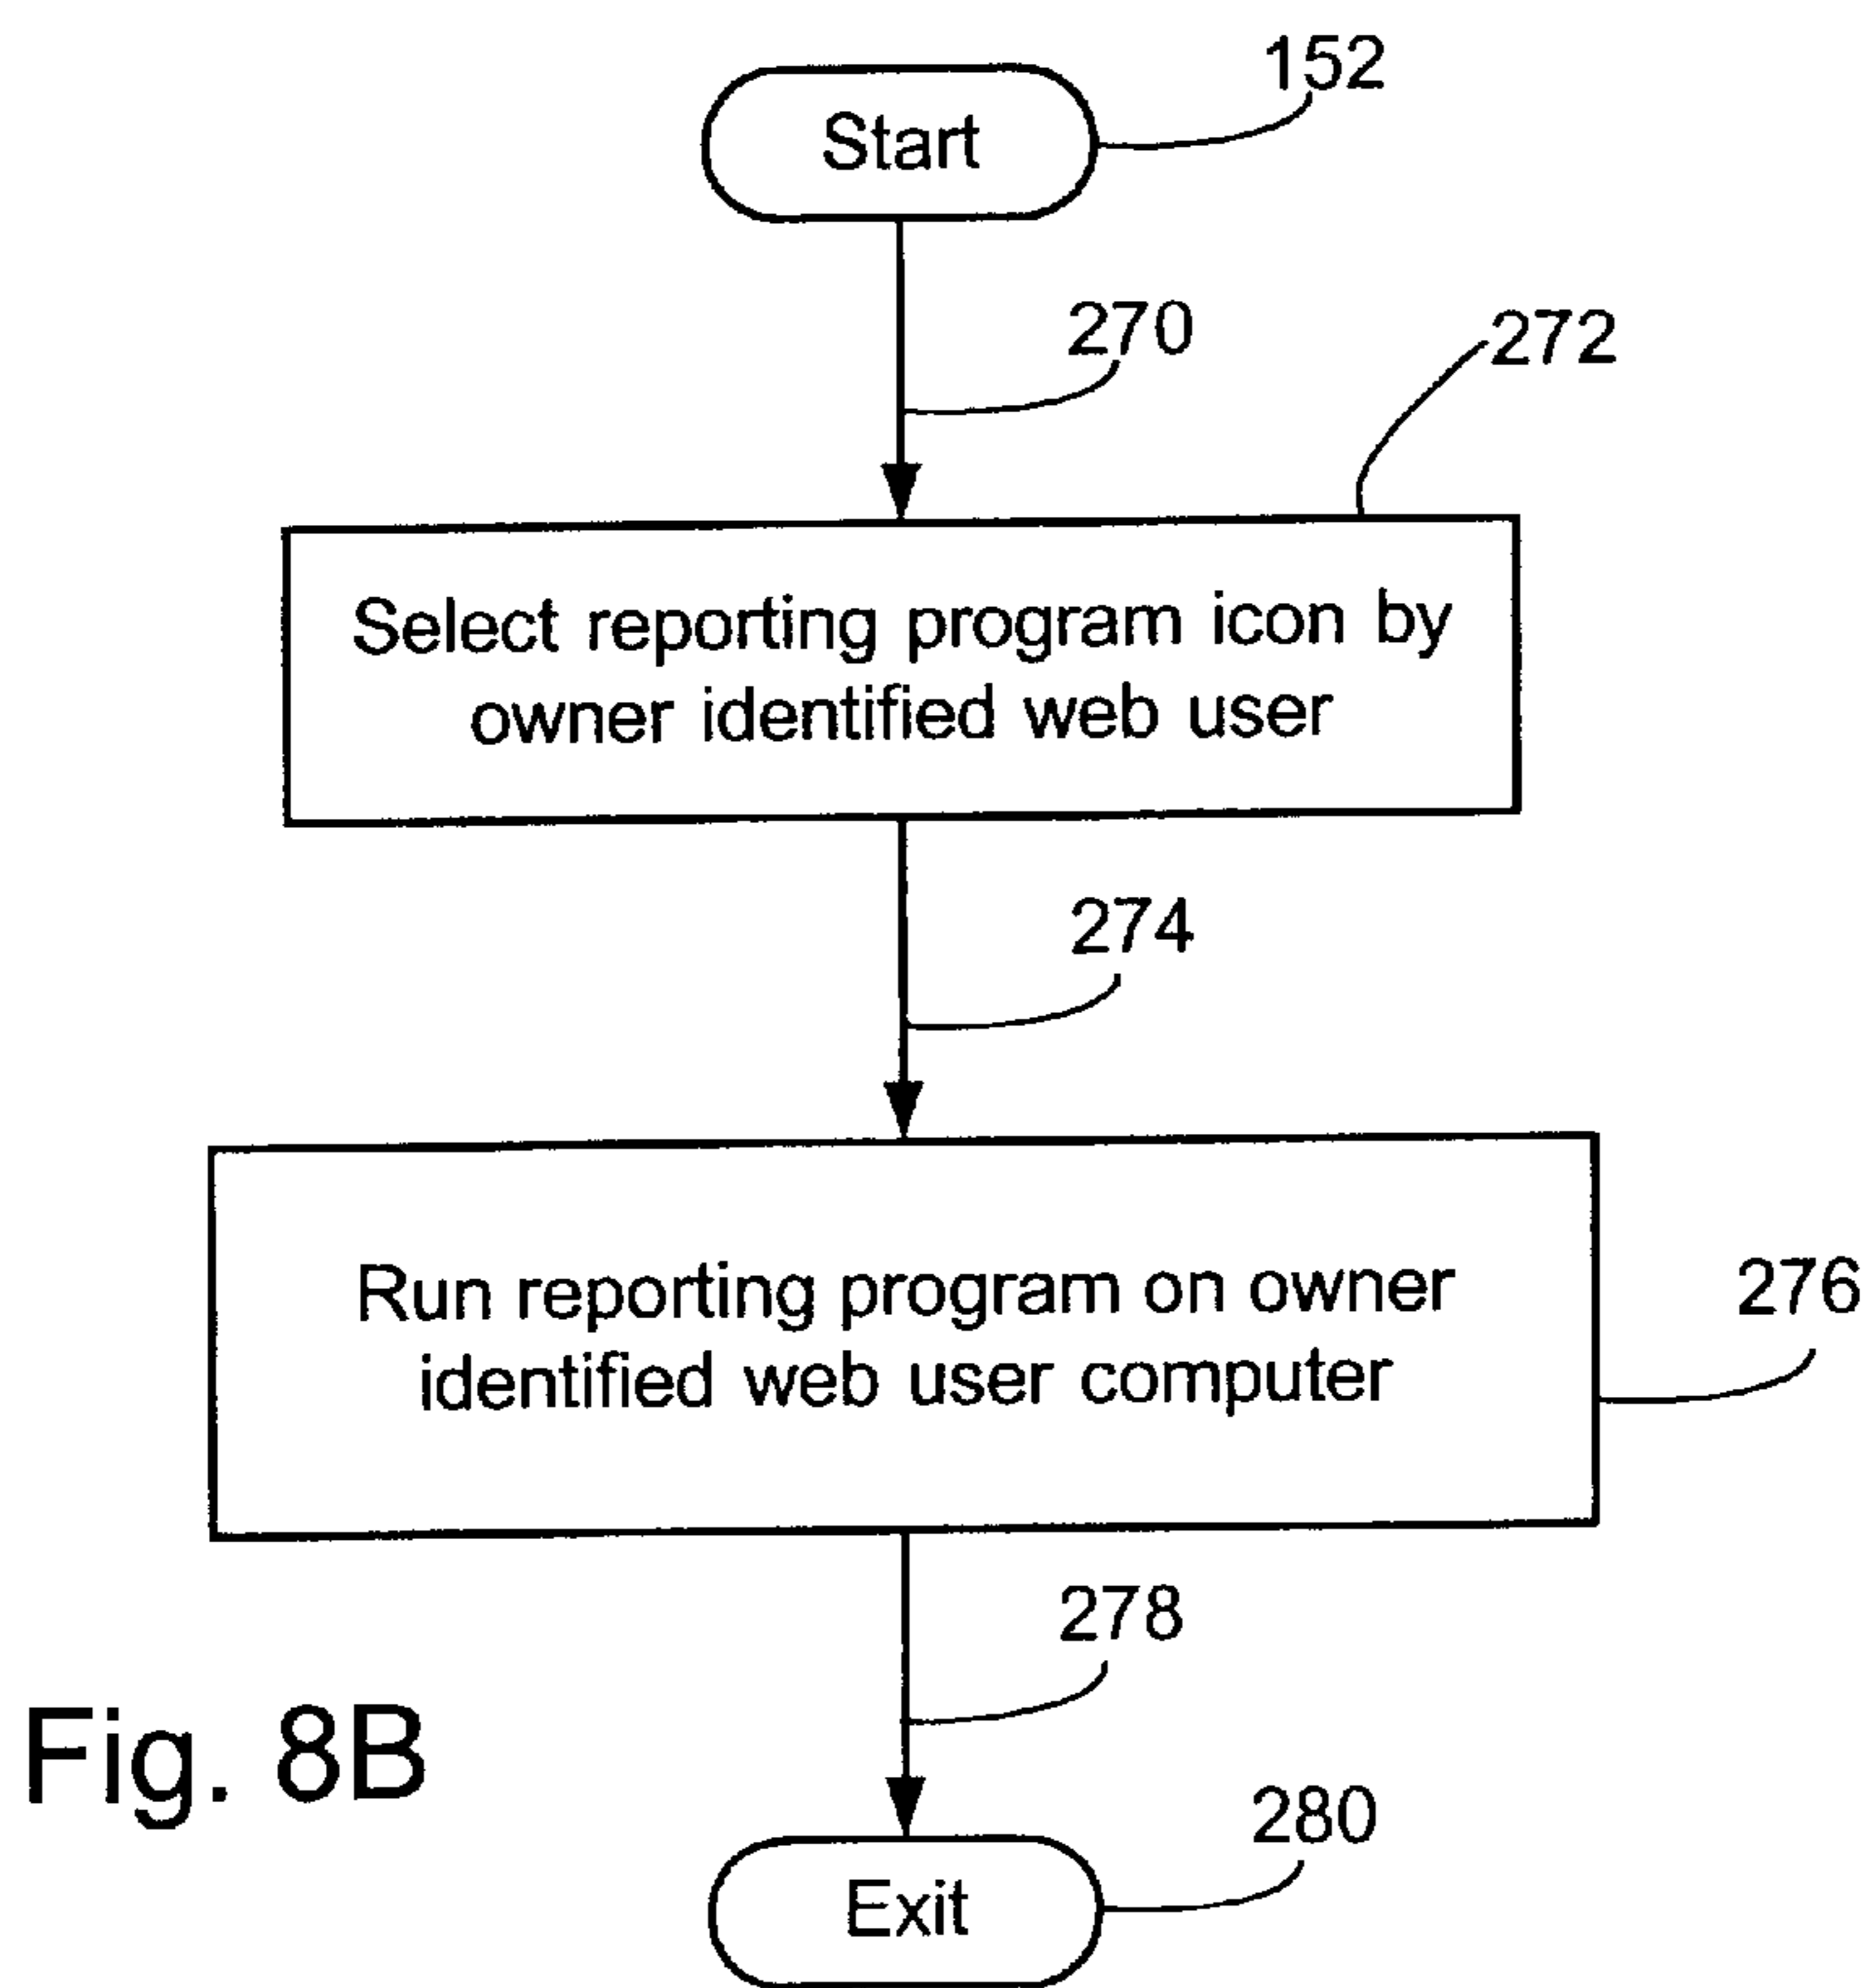 152
Start
270
272
Select reporting program icon by
owner identified web user
274
Run reporting program on owner
identified web user computer
276
278
Fig. 8B
280
Exit